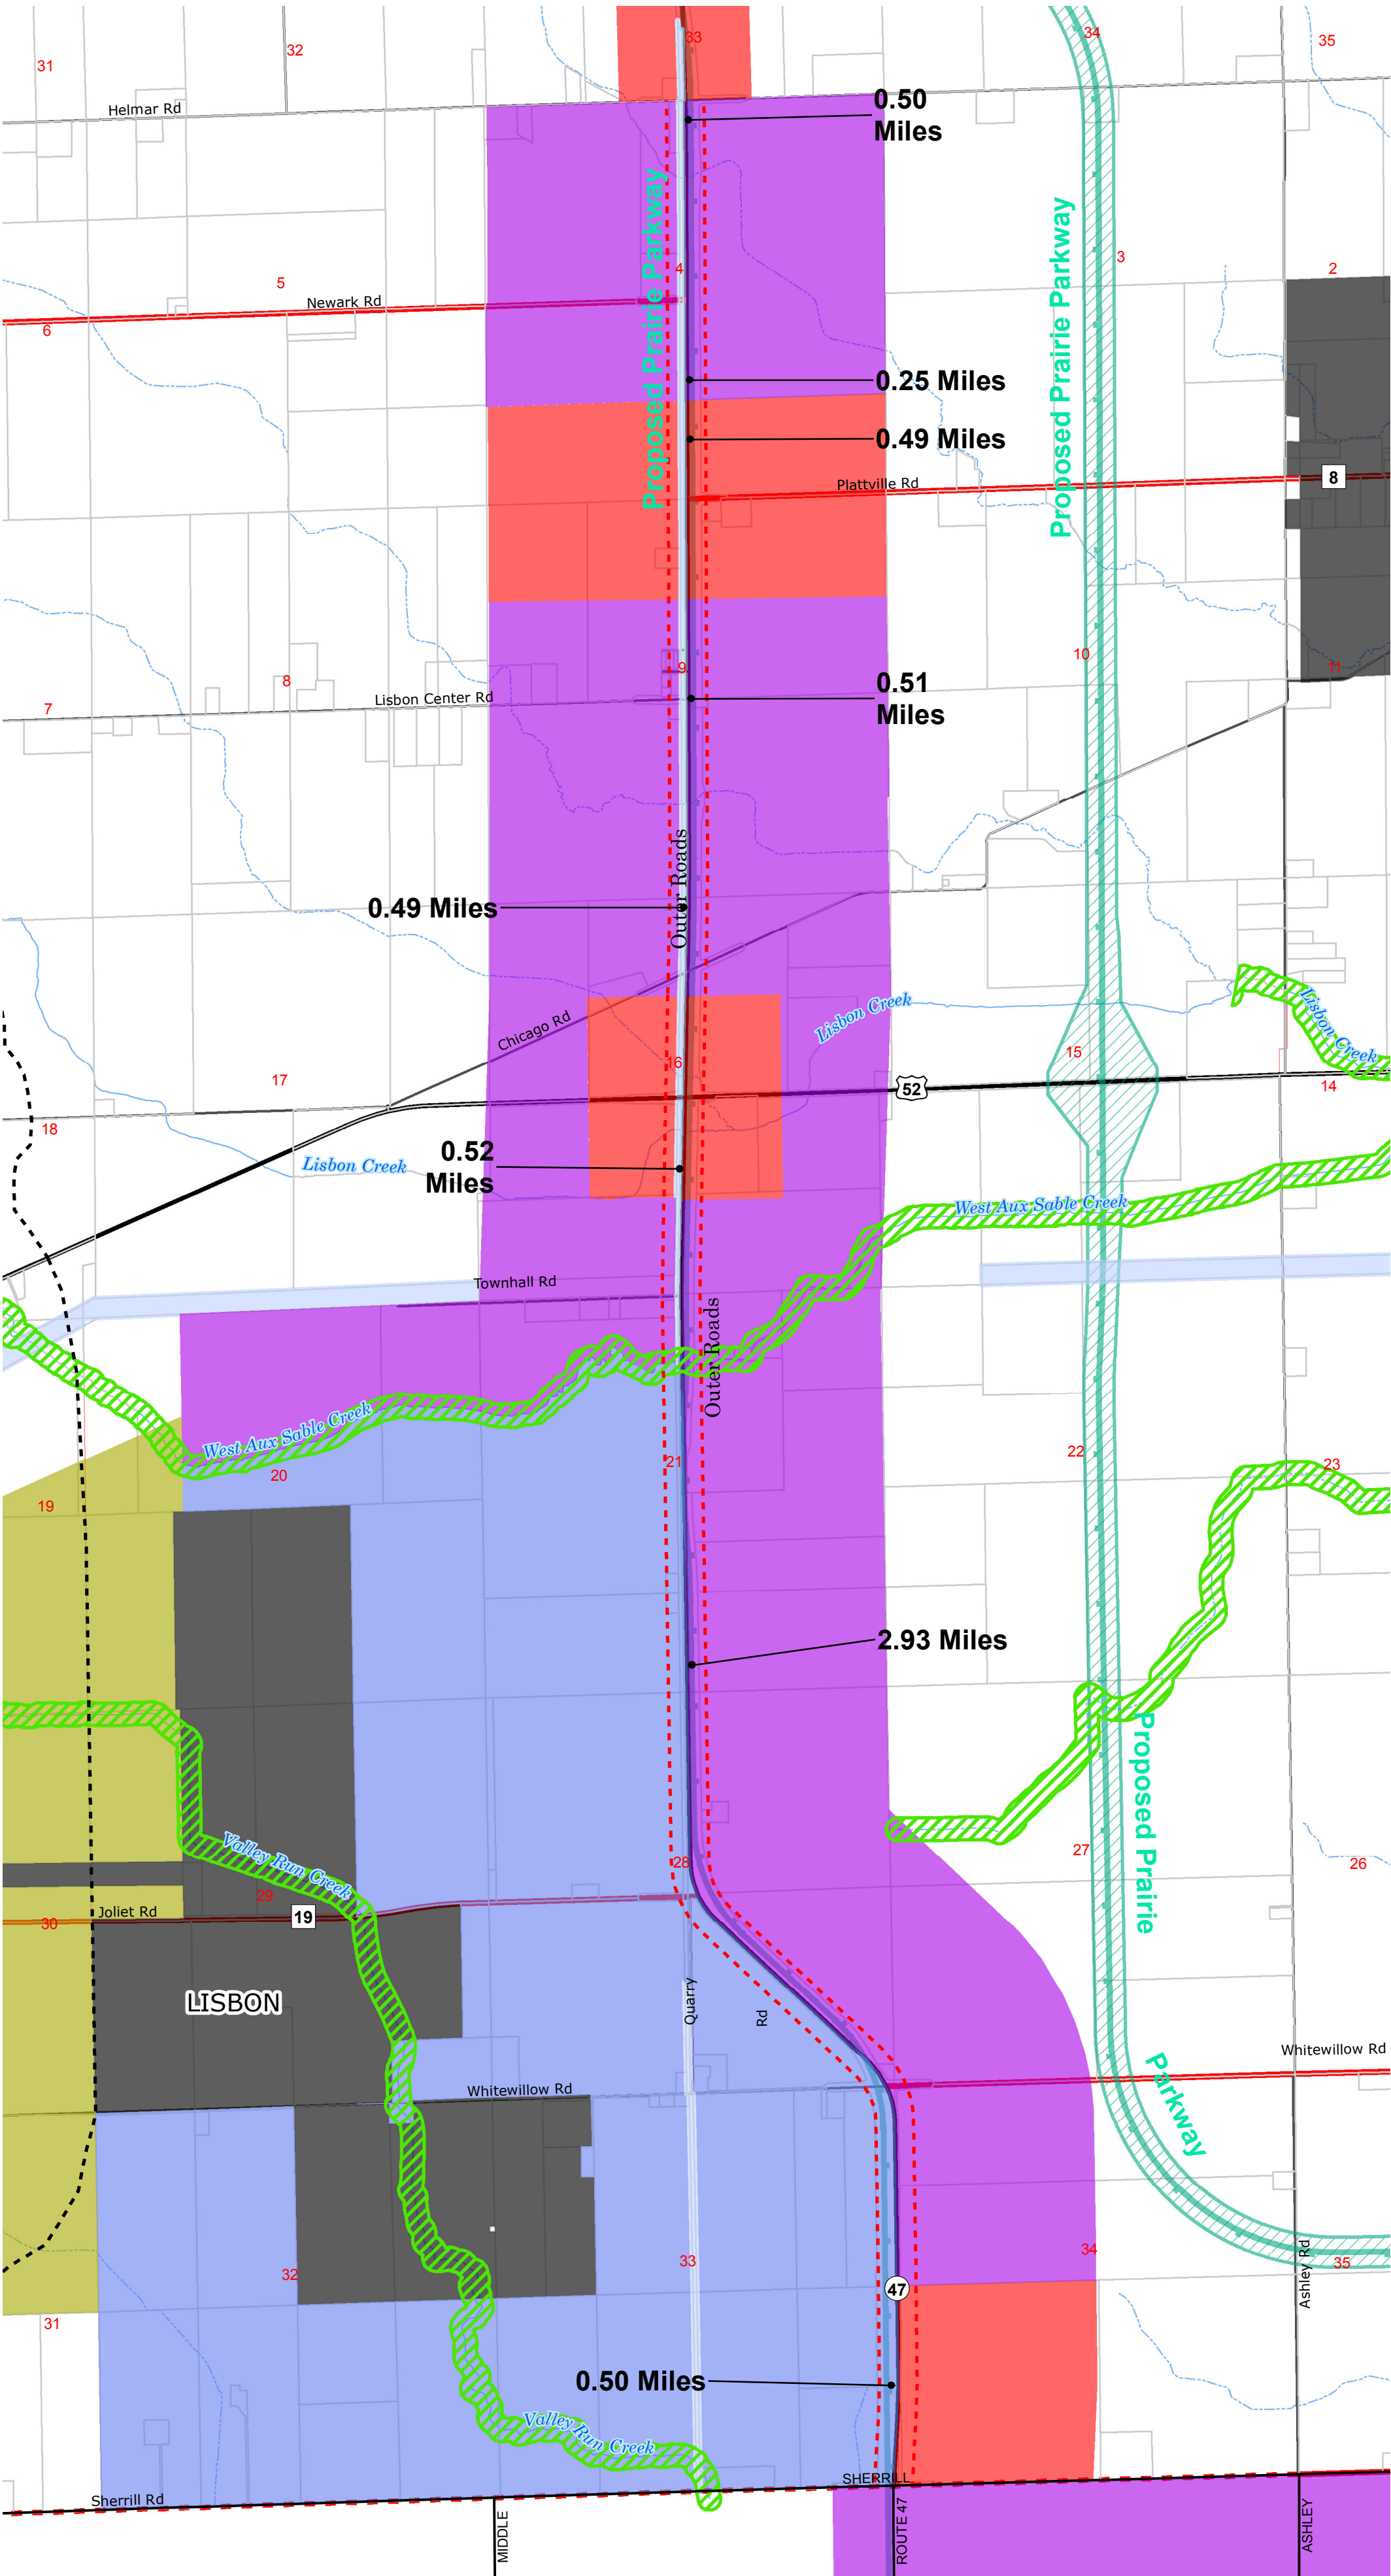 33
34
35
32
31
Helmar Rd
0.50
Miles
Proposed Prairie Parkway
Proposed Prairie Parkway
4
3
2
5
Newark Rd
6
0.25 Miles
0.49 Miles
Plattville Rd
8
9
10
11
0.51
Miles
8
Lisbon Center Rd
7
Outer Roads
0.49 Miles
Lisbon Creek
Lisbon Creek
Chicago Rd
16
15
17
52
14
18
0.52
Miles
Lisbon Creek
West Aux Sable Creek
Townhall Rd
Outer Roads
West Aux Sable Creek
20
21
22
23
19
2.93 Miles
Proposed Prairie
Parkway
Valley Run Creek
28
27
26
29
Joliet Rd
19
30
LISBON
Quarry
Rd
Whitewillow Rd
Whitewillow Rd
34
35
33
32
47
Ashley Rd
31
0.50 Miles
Valley Run Creek
SHERRILL
Sherrill Rd
MIDDLE
ROUTE 47
ASHLEY